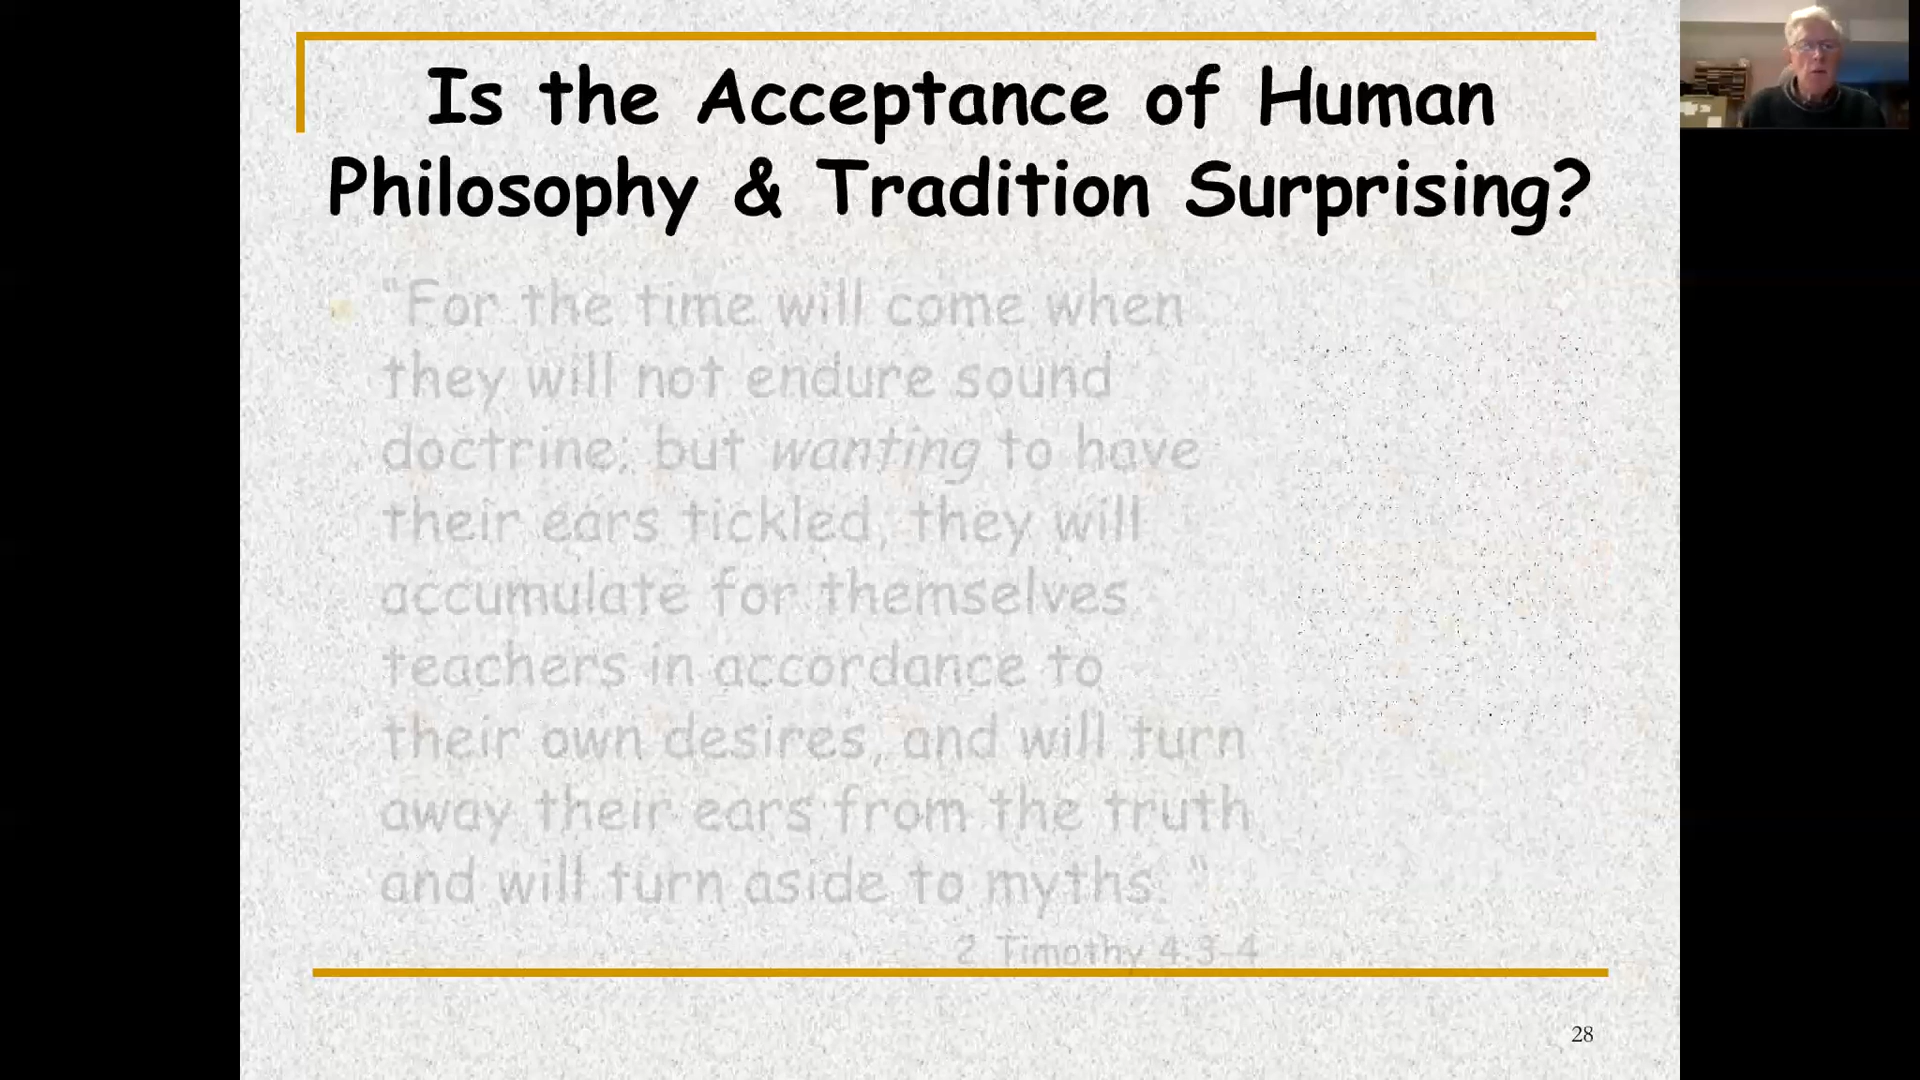 Is the Acceptance of Human
Philosophy & Tradition Surprising?
"For the time will come when
they will not endure sound
doctrine; but wanting to have
their ears tickled, they will
accumulate for themselves
teachers in accordance to
their own desires, and will turn
away their ears from the truth
and will turn aside to myths."
2 Timothy 4:3-4
28